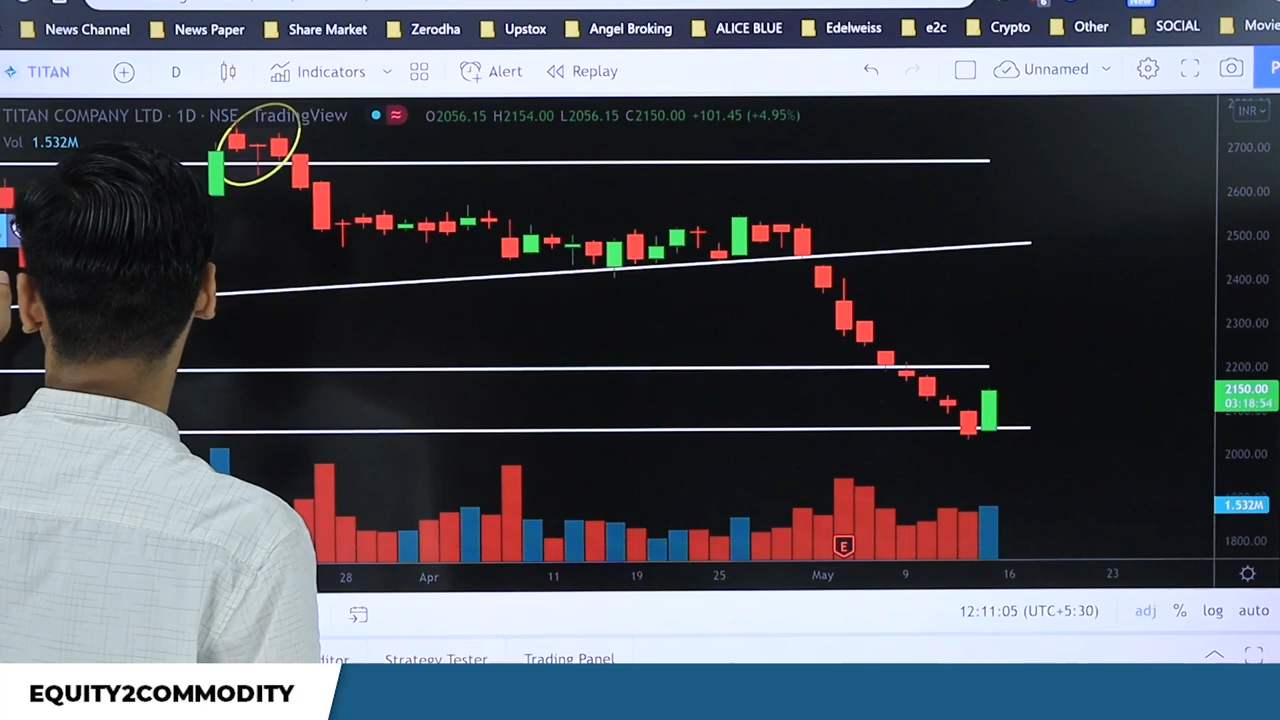 News Channel News Paper Share Market Zerodha Upstox Angel Broking ALICE BLUE Edelweiss e2c Crypto Other SOCIAL Movie
TITAN D Indicators Alert Replay Unnamed
TITAN COMPANY LTD · 1D · NSE TradingView O2056.15 H2154.00 L2056.15 C2150.00 +101.45 (+4.95%) INR
Vol 1.532M
2700.00
2600.00
2500.00
2400.00
2300.00
2200.00
2150.00
03:18:54
2000.00
1.532M
1800.00
E
28 Apr 11 19 25 May 9 16 23
12:11:05 (UTC+5:30) adj % log auto
Strategy Tester Trading Panel
EQUITY2COMMODITY